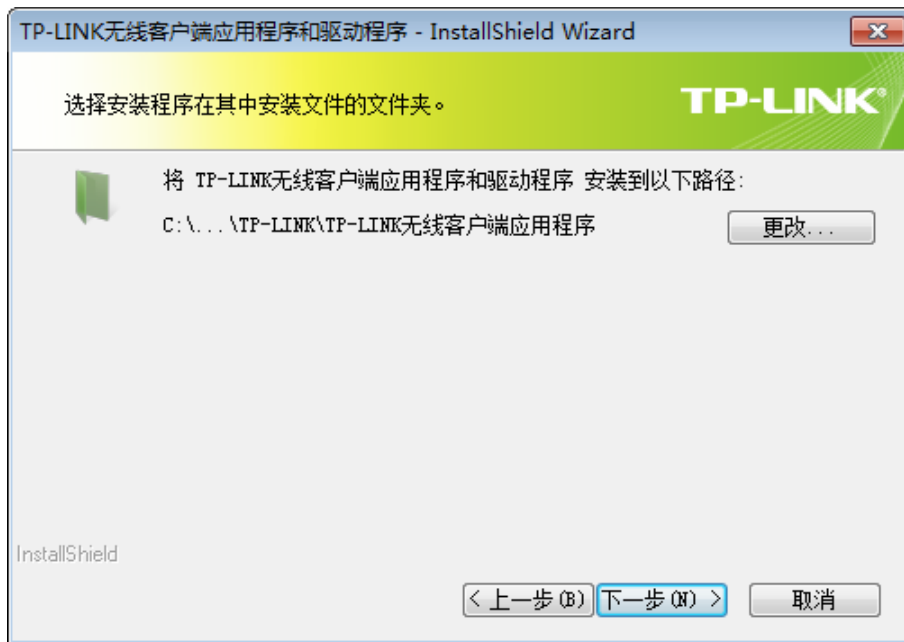 TP-LINK无线客户端应用程序和驱动程序 - InstallShield Wizard
选择安装程序在其中安装文件的文件夹。
TP-LINK®
将 TP-LINK无线客户端应用程序和驱动程序 安装到以下路径:
C:\...\TP-LINK\TP-LINK无线客户端应用程序
更改...
InstallShield
< 上一步(B) 下一步(N) > 取消